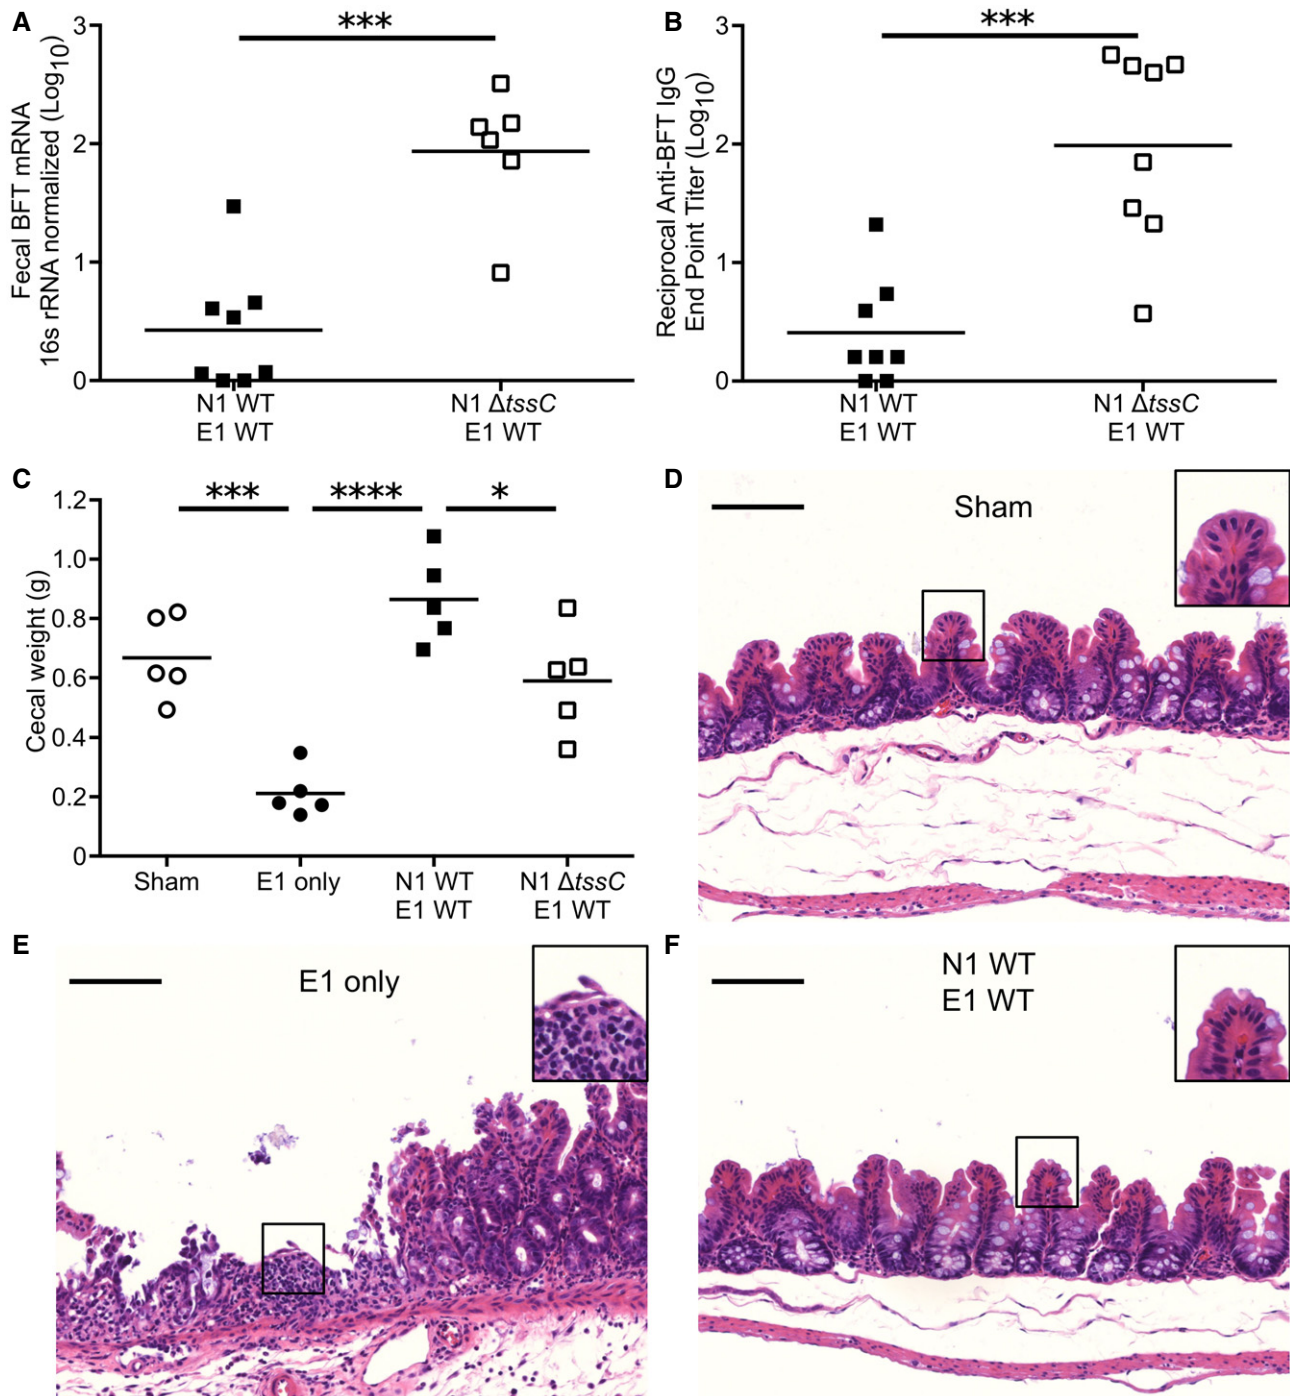 A
Fecal BFT mRNA
16s rRNA normalized (Log10)
3
2
1
0
***
N1 WT
E1 WT
N1 ΔtssC
E1 WT
B
Reciprocal Anti-BFT IgG
End Point Titer (Log10)
3
2
1
0
***
N1 WT
E1 WT
N1 ΔtssC
E1 WT
C
Cecal weight (g)
1.2
1.0
0.8
0.6
0.4
0.2
0
***
****
*
Sham
E1 only
N1 WT
E1 WT
N1 ΔtssC
E1 WT
D
Sham
E
E1 only
F
N1 WT
E1 WT